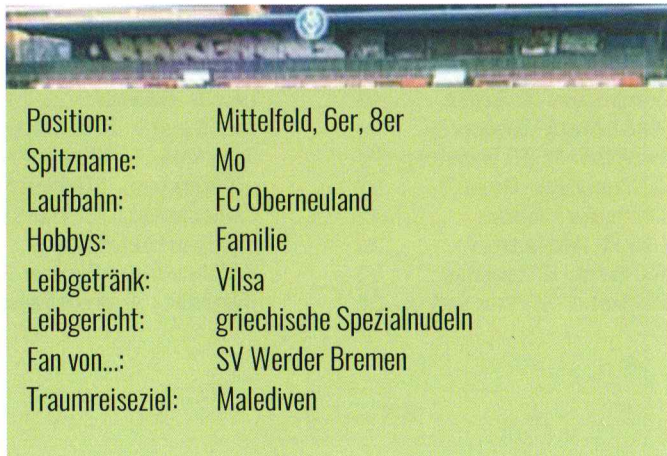 Position: Mittelfeld, 6er, 8er
Spitzname: Mo
Laufbahn: FC Oberneuland
Hobbys: Familie
Leibgetränk: Vilsa
Leibgericht: griechische Spezialnudeln
Fan von...: SV Werder Bremen
Traumreiseziel: Malediven